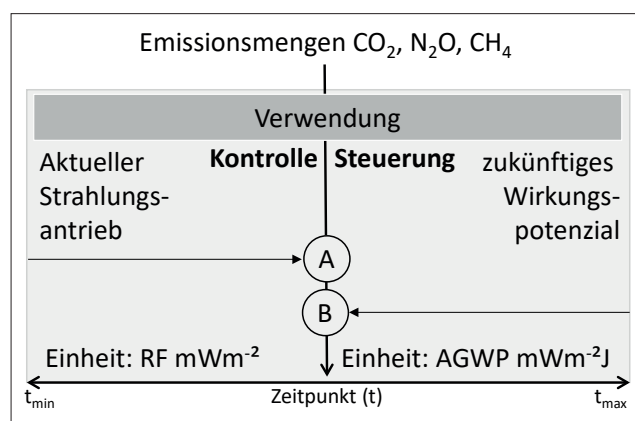 Emissionsmengen CO₂, N₂O, CH₄
Verwendung
Aktueller
Strahlungs-
antrieb
Kontrolle Steuerung
zukünftiges
Wirkungs-
potenzial
A
B
Einheit: RF mWm⁻²
Einheit: AGWP mWm⁻²J
tmin
Zeitpunkt (t)
tmax